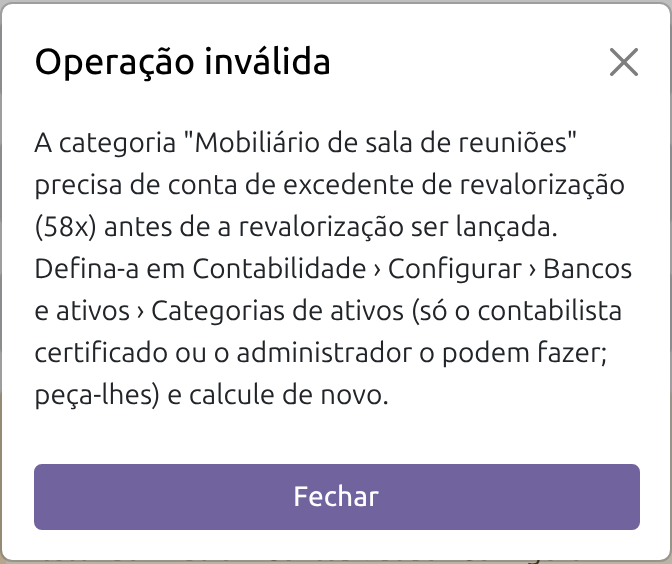 Operação inválida
A categoria "Mobiliário de sala de reuniões"
precisa de conta de excedente de revalorização
(58x) antes de a revalorização ser lançada.
Defina-a em Contabilidade › Configurar › Bancos
e ativos › Categorias de ativos (só o contabilista
certificado ou o administrador o podem fazer;
peça-lhes) e calcule de novo.
Fechar